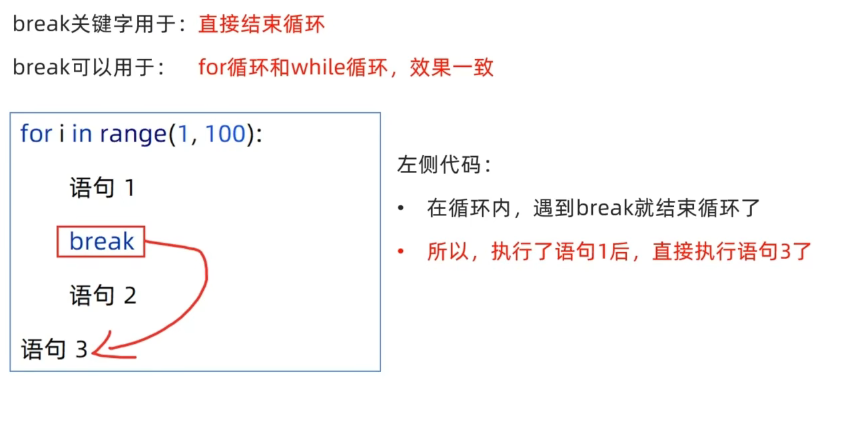 break关键字用于：直接结束循环
break可以用于： for循环和while循环，效果一致
for i in range(1, 100):
语句 1
break
语句 2
语句 3
左侧代码：
• 在循环内，遇到break就结束循环了
• 所以，执行了语句1后，直接执行语句3了